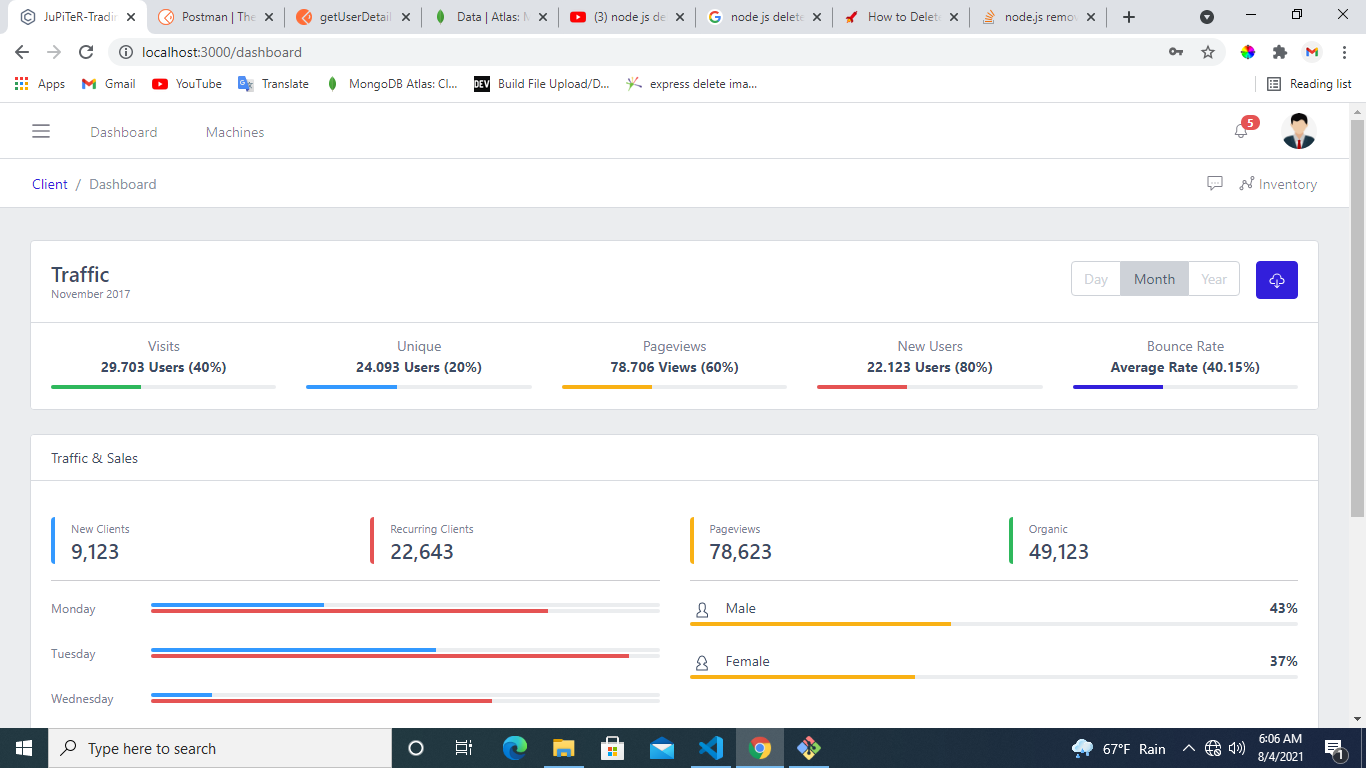 JuPiTeR-Tradin
Postman | The
getUserDetail
Data | Atlas: M
(3) node js de
node js delete
How to Delete
node.js remov
localhost:3000/dashboard
Apps
Gmail
YouTube
Translate
MongoDB Atlas: Cl...
DEV
Build File Upload/D...
express delete ima...
Reading list
Dashboard
Machines
5
Client / Dashboard
Inventory
Traffic
November 2017
Day
Month
Year
Visits
29.703 Users (40%)
Unique
24.093 Users (20%)
Pageviews
78.706 Views (60%)
New Users
22.123 Users (80%)
Bounce Rate
Average Rate (40.15%)
Traffic & Sales
New Clients
9,123
Recurring Clients
22,643
Pageviews
78,623
Organic
49,123
Monday
Tuesday
Wednesday
Male
43%
Female
37%
Type here to search
67°F Rain
6:06 AM
8/4/2021
1